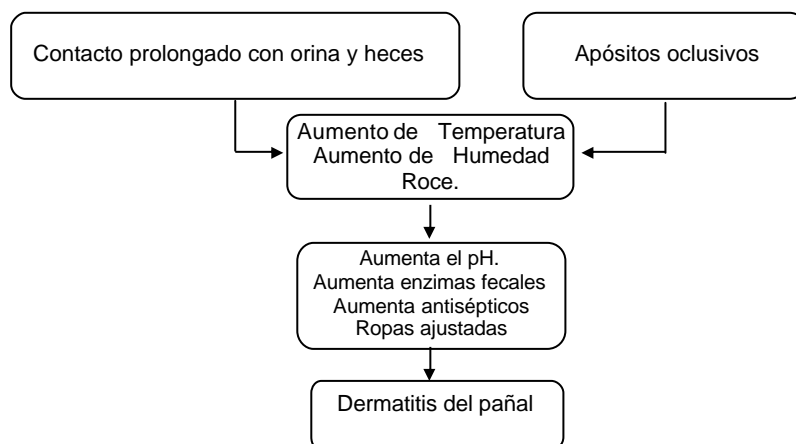 Contacto prolongado con orina y heces
Apósitos oclusivos
Aumento de Temperatura
Aumento de Humedad
Roce.
Aumenta el pH.
Aumenta enzimas fecales
Aumenta antisépticos
Ropas ajustadas
Dermatitis del pañal